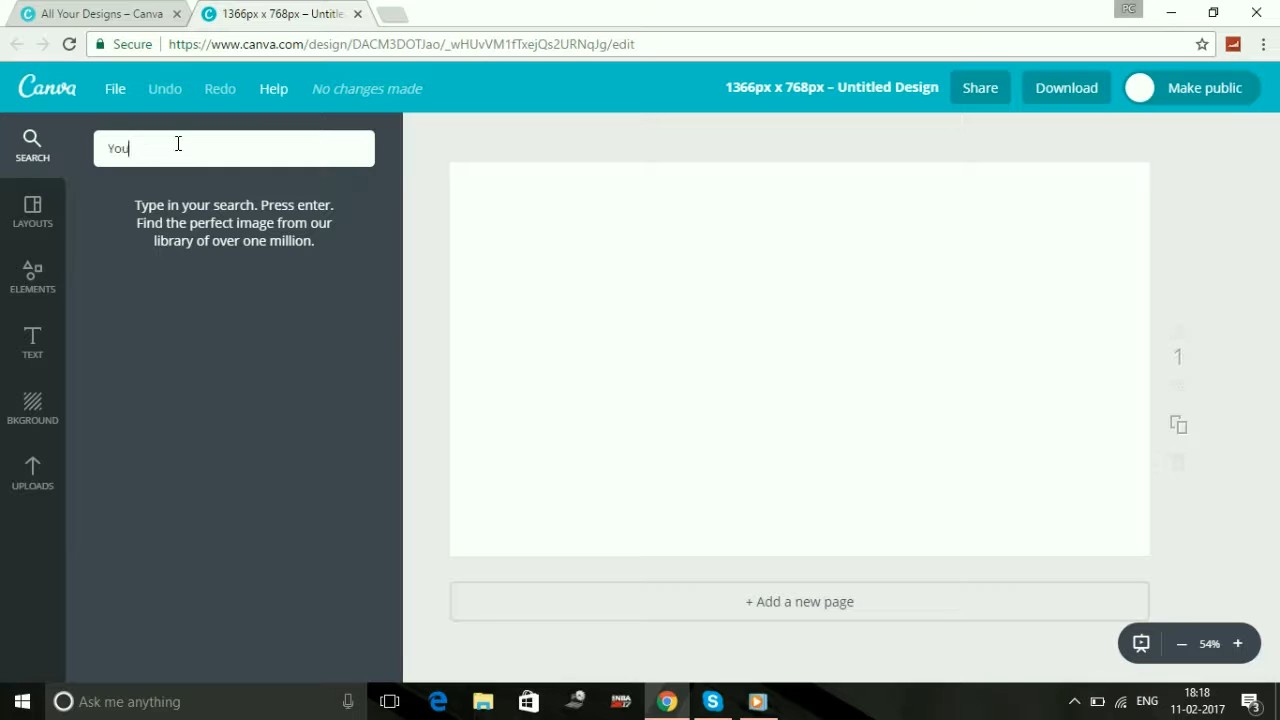 All Your Designs – Canva
1366px x 768px – Untitle
PC
Secure
https://www.canva.com/design/DACM3DOTJao/_wHUvVM1fTxejQs2URNqJg/edit
Canva
File
Undo
Redo
Help
No changes made
1366px x 768px – Untitled Design
Share
Download
Make public
SEARCH
You
Type in your search. Press enter.
Find the perfect image from our
library of over one million.
LAYOUTS
ELEMENTS
TEXT
BKGROUND
UPLOADS
1
+ Add a new page
54%
Ask me anything
ENG
18:18
11-02-2017
3